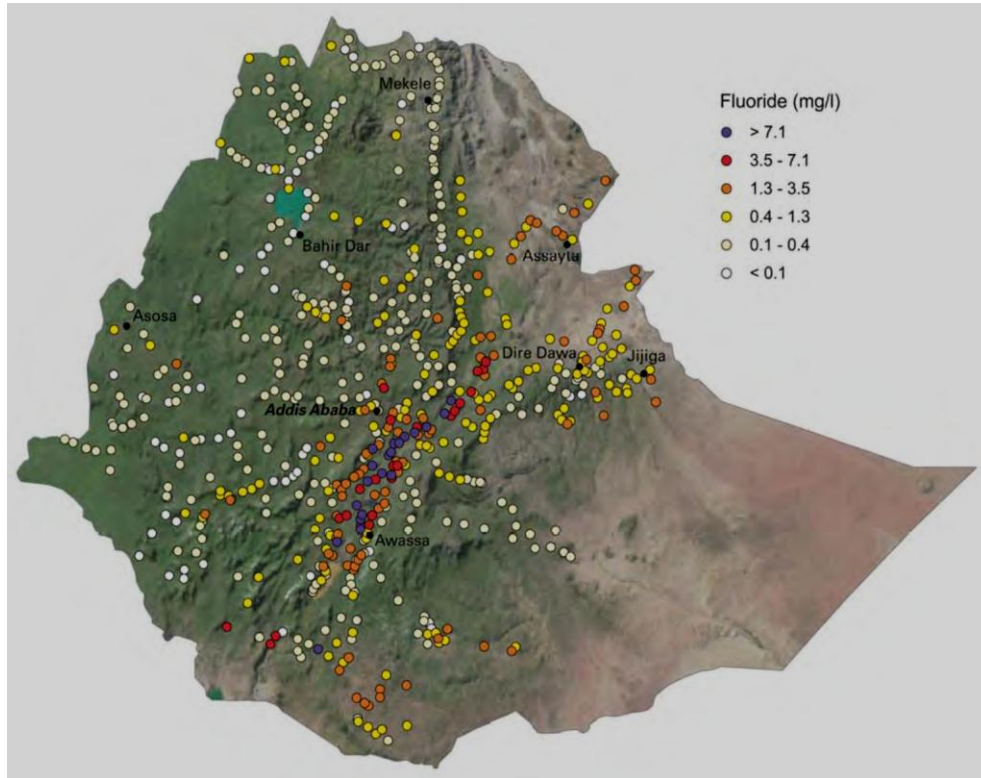 Mekele
Fluoride (mg/l)
> 7.1
3.5 - 7.1
1.3 - 3.5
0.4 - 1.3
0.1 - 0.4
< 0.1
Bahir Dar
Assayta
Asosa
Dire Dawa
Jijiga
Addis Ababa
Awassa